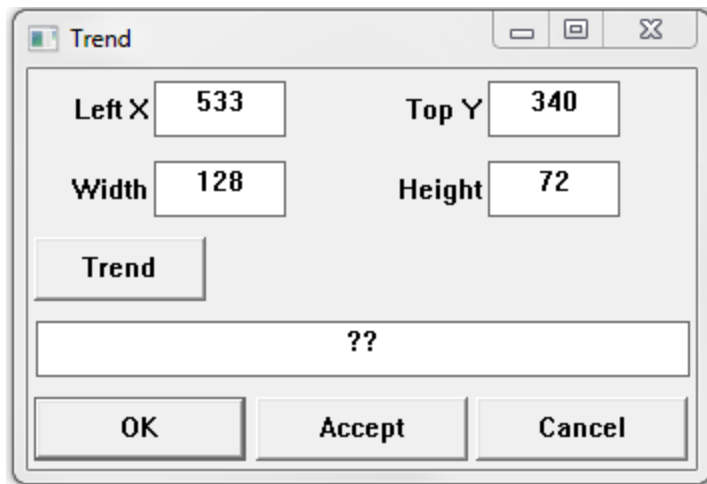 Trend
Left X 533 Top Y 340
Width 128 Height 72
Trend
??
OK Accept Cancel